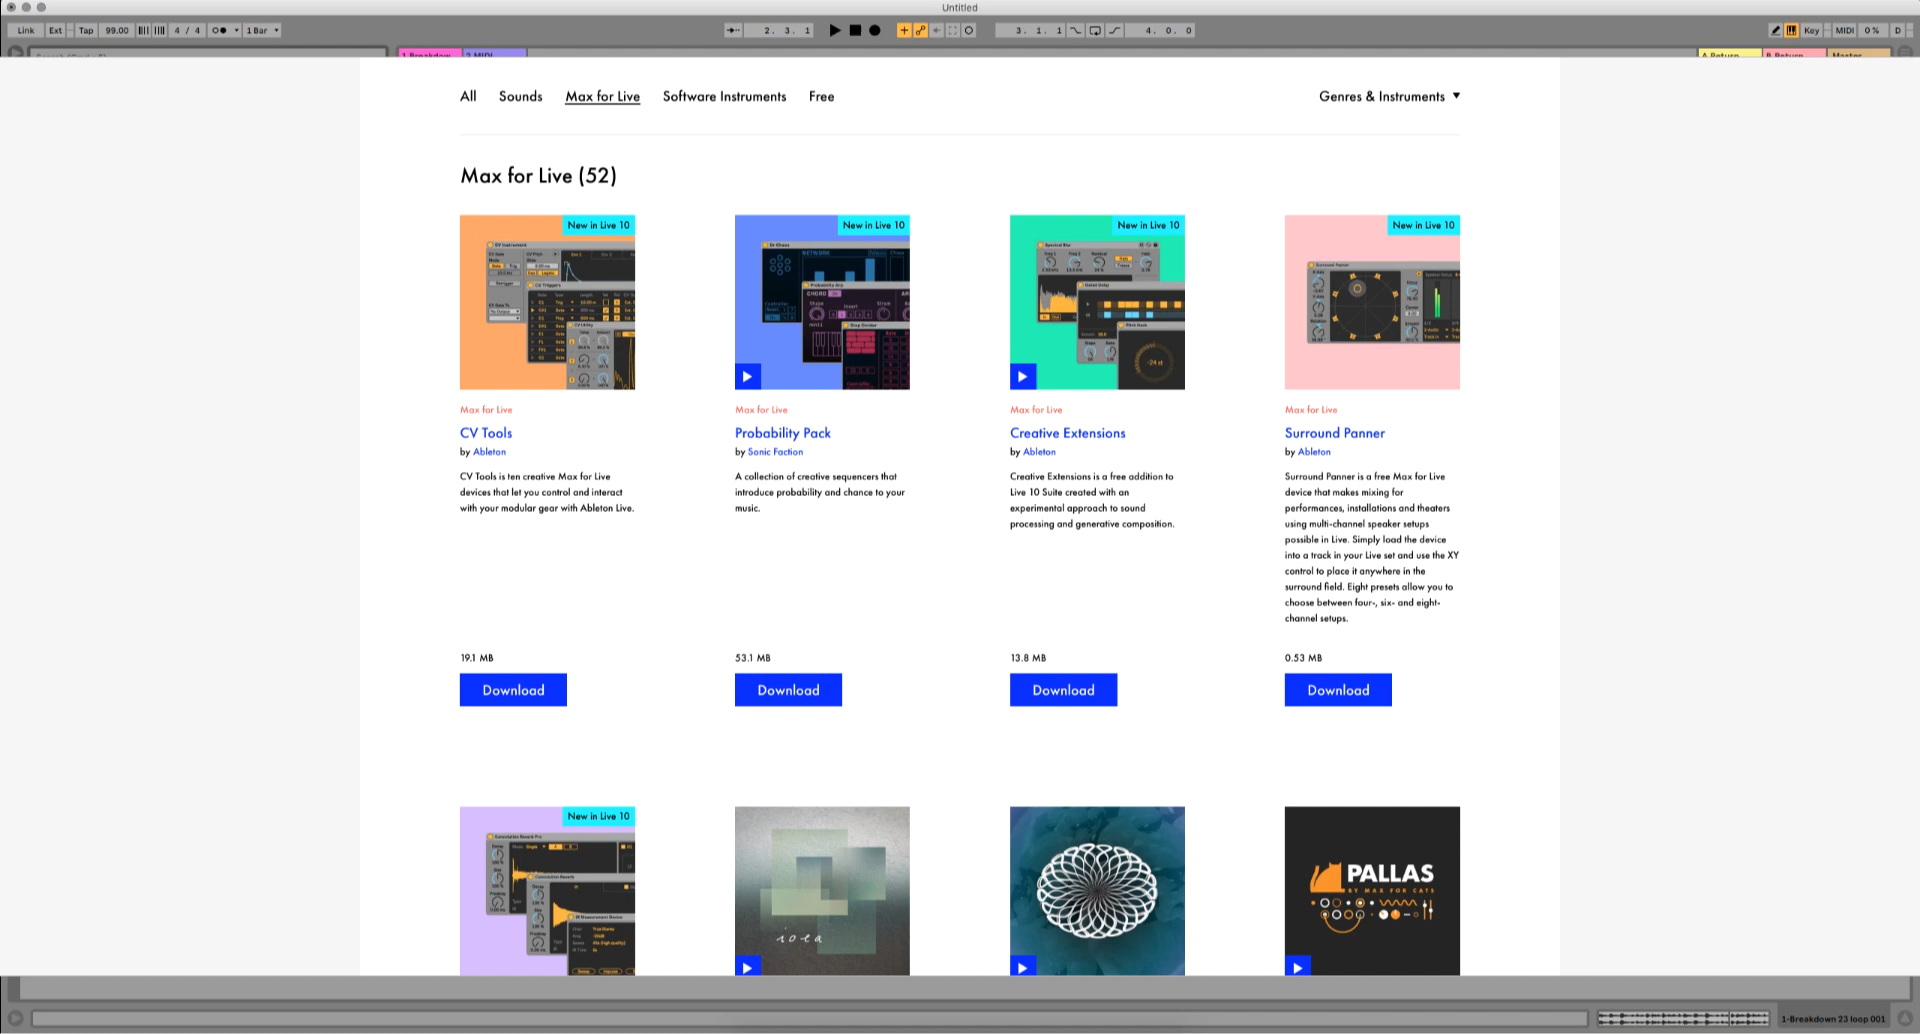 Untitled
Link Ext Tap 99.00 4 / 4 1 Bar 2. 3. 1 3. 1. 1 4. 0. 0 Key MIDI 0 % D
1 Breakdow 2 MIDI A Return B Return Master
All Sounds Max for Live Software Instruments Free Genres & Instruments
Max for Live (52)
New in Live 10 New in Live 10 New in Live 10 New in Live 10
Max for Live
CV Tools
by Ableton
CV Tools is ten creative Max for Live
devices that let you control and interact
with your modular gear with Ableton Live.
19.1 MB
Download
Max for Live
Probability Pack
by Sonic Faction
A collection of creative sequencers that
introduce probability and chance to your
music.
53.1 MB
Download
Max for Live
Creative Extensions
by Ableton
Creative Extensions is a free addition to
Live 10 Suite created with an
experimental approach to sound
processing and generative composition.
13.8 MB
Download
Max for Live
Surround Panner
by Ableton
Surround Panner is a free Max for Live
device that makes mixing for
performances, installations and theaters
using multi-channel speaker setups
possible in Live. Simply load the device
into a track in your Live set and use the XY
control to place it anywhere in the
surround field. Eight presets allow you to
choose between four-, six- and eight-
channel setups.
0.53 MB
Download
New in Live 10
PALLAS
BY MAX FOR CATS
1-Breakdown 23 loop 001